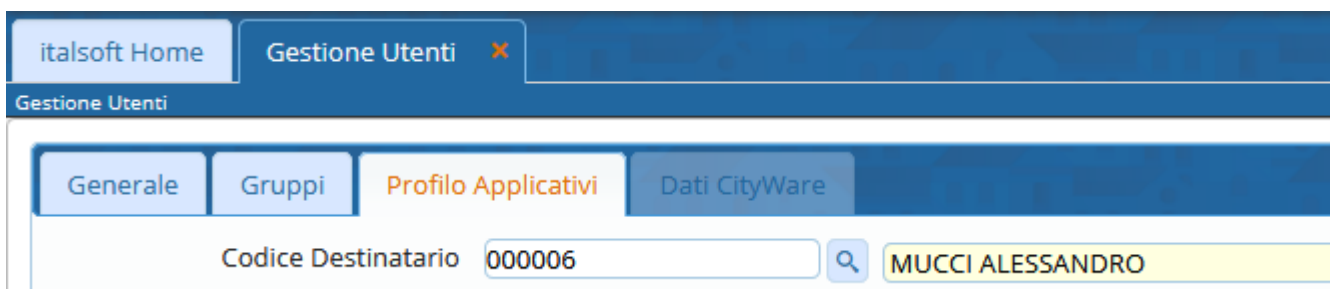 italsoft Home Gestione Utenti ×
Gestione Utenti
Generale Gruppi Profilo Applicativi Dati CityWare
Codice Destinatario 000006 MUCCI ALESSANDRO